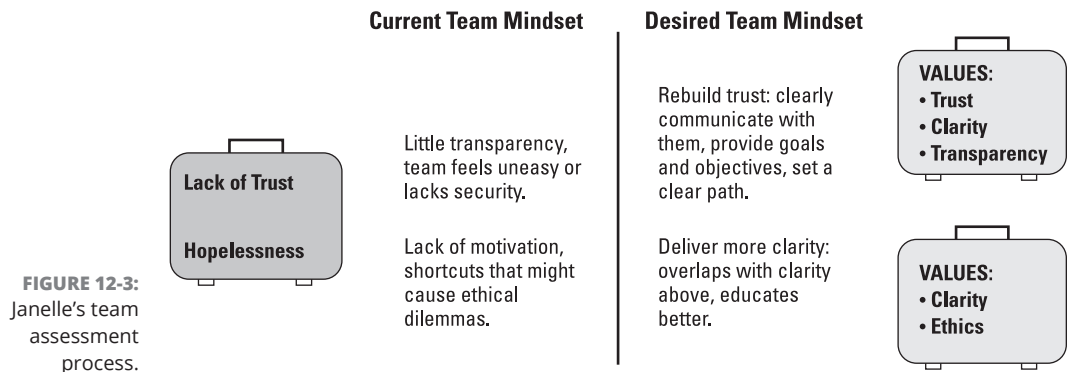 Current Team Mindset
Desired Team Mindset
Lack of Trust
Little transparency,
team feels uneasy or
lacks security.
Rebuild trust: clearly
communicate with
them, provide goals
and objectives, set a
clear path.
VALUES:
• Trust
• Clarity
• Transparency
Hopelessness
Lack of motivation,
shortcuts that might
cause ethical
dilemmas.
Deliver more clarity:
overlaps with clarity
above, educates
better.
VALUES:
• Clarity
• Ethics
FIGURE 12-3:
Janelle’s team
assessment
process.